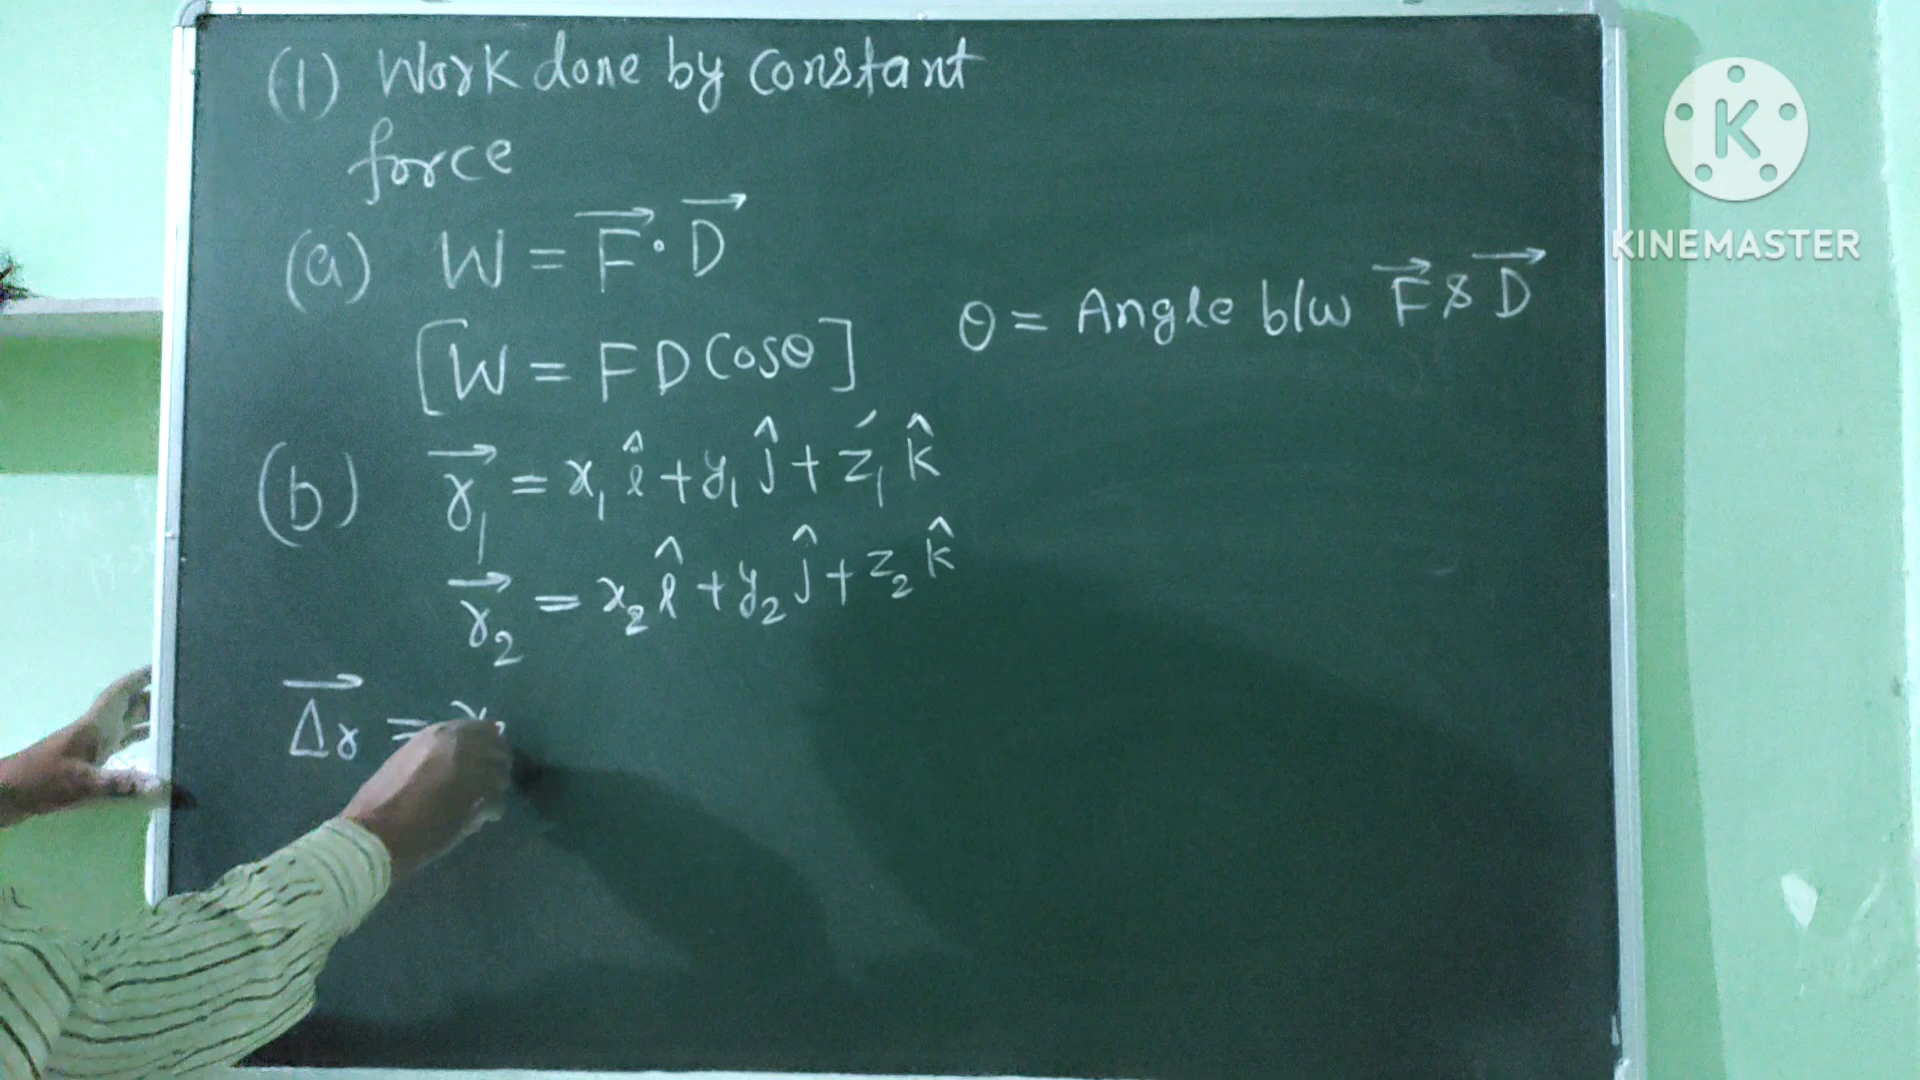 (1) Work done by constant
force
(a) W = F⃗ · D⃗
[W = FD Cosθ]
θ = Angle b/w F⃗ & D⃗
(b) r⃗₁ = x₁ î + y₁ ĵ + z₁ k̂
r⃗₂ = x₂ î + y₂ ĵ + z₂ k̂
Δr⃗ =
K
KINEMASTER